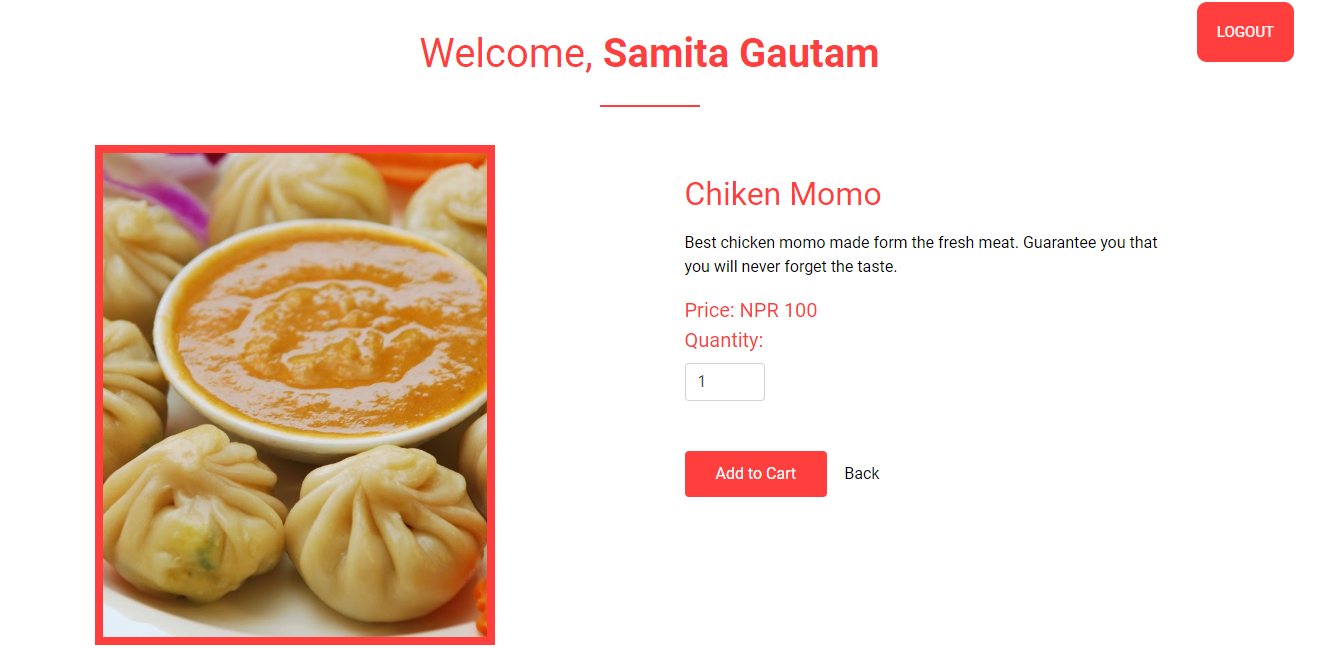 LOGOUT
Welcome, Samita Gautam
Chiken Momo
Best chicken momo made form the fresh meat. Guarantee you that
you will never forget the taste.
Price: NPR 100
Quantity:
1
Add to Cart
Back